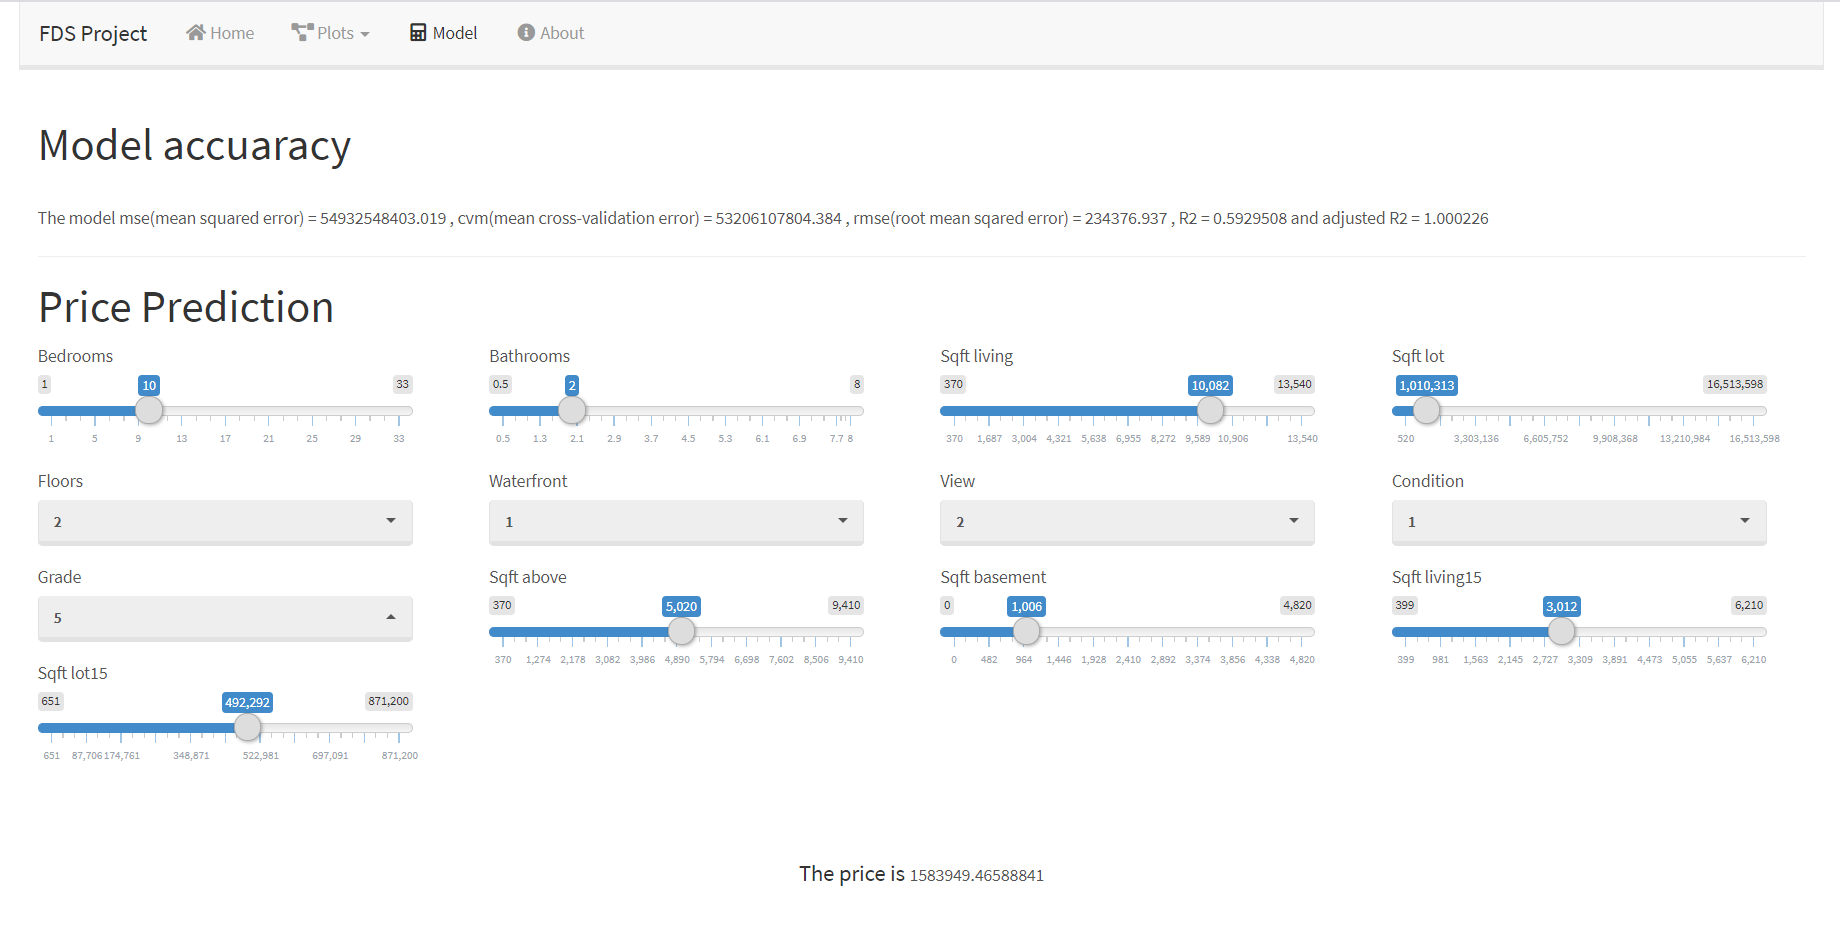 FDS Project Home Plots Model About
Model accuaracy
The model mse(mean squared error) = 54932548403.019 , cvm(mean cross-validation error) = 53206107804.384 , rmse(root mean sqared error) = 234376.937 , R2 = 0.5929508 and adjusted R2 = 1.000226
Price Prediction
Bedrooms
1 10 33
1 5 9 13 17 21 25 29 33
Bathrooms
0.5 2 8
0.5 1.3 2.1 2.9 3.7 4.5 5.3 6.1 6.9 7.7 8
Sqft living
370 10,082 13,540
370 1,687 3,004 4,321 5,638 6,955 8,272 9,589 10,906 13,540
Sqft lot
1,010,313 16,513,598
520 3,303,136 6,605,752 9,908,368 13,210,984 16,513,598
Floors
2
Waterfront
1
View
2
Condition
1
Grade
5
Sqft above
370 5,020 9,410
370 1,274 2,178 3,082 3,986 4,890 5,794 6,698 7,602 8,506 9,410
Sqft basement
0 1,006 4,820
0 482 964 1,446 1,928 2,410 2,892 3,374 3,856 4,338 4,820
Sqft living15
399 3,012 6,210
399 981 1,563 2,145 2,727 3,309 3,891 4,473 5,055 5,637 6,210
Sqft lot15
651 492,292 871,200
651 87,706 174,761 348,871 522,981 697,091 871,200
The price is 1583949.46588841